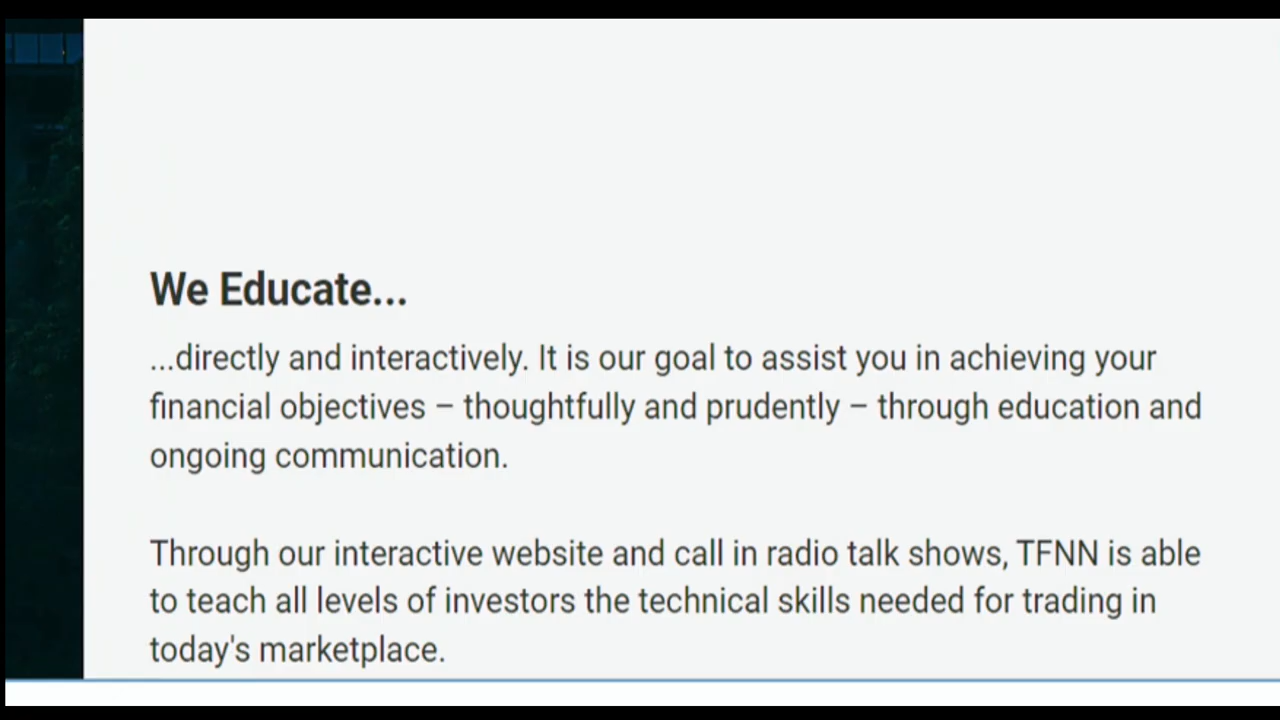 We Educate...
...directly and interactively. It is our goal to assist you in achieving your
financial objectives – thoughtfully and prudently – through education and
ongoing communication.
Through our interactive website and call in radio talk shows, TFNN is able
to teach all levels of investors the technical skills needed for trading in
today's marketplace.